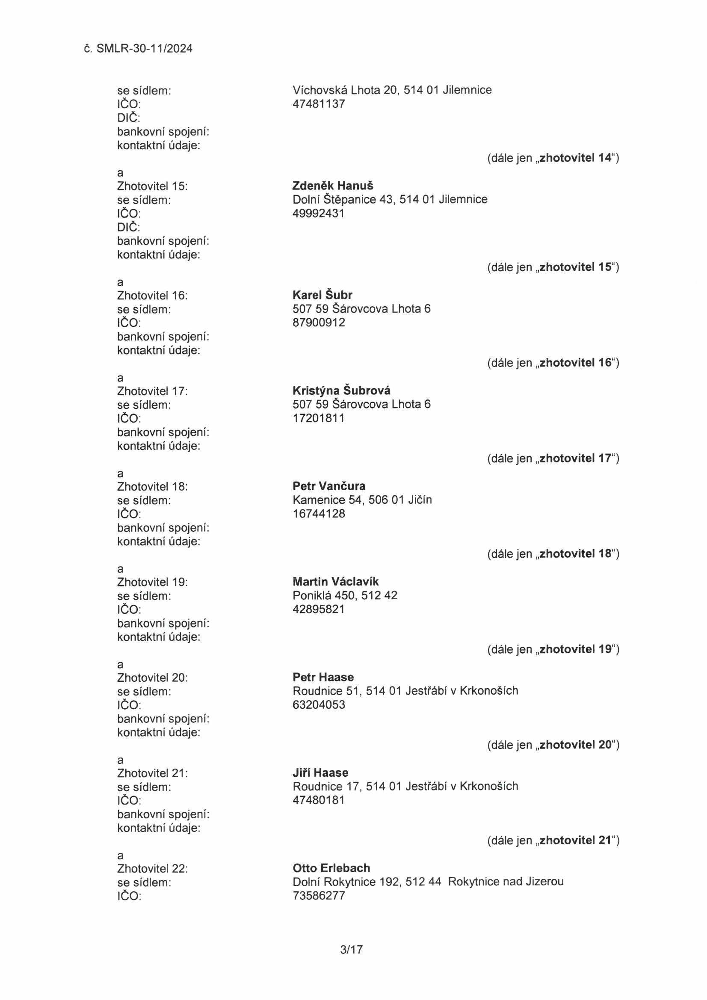 č. SMLR-30-11/2024
se sídlem: Víchovská Lhota 20, 514 01 Jilemnice
IČO: 47481137
DIČ:
bankovní spojení:
kontaktní údaje:
(dále jen „zhotovitel 14“)
a
Zhotovitel 15: Zdeněk Hanuš
se sídlem: Dolní Štěpanice 43, 514 01 Jilemnice
IČO: 49992431
DIČ:
bankovní spojení:
kontaktní údaje:
(dále jen „zhotovitel 15“)
a
Zhotovitel 16: Karel Šubr
se sídlem: 507 59 Šárovcova Lhota 6
IČO: 87900912
bankovní spojení:
kontaktní údaje:
(dále jen „zhotovitel 16“)
a
Zhotovitel 17: Kristýna Šubrová
se sídlem: 507 59 Šárovcova Lhota 6
IČO: 17201811
bankovní spojení:
kontaktní údaje:
(dále jen „zhotovitel 17“)
a
Zhotovitel 18: Petr Vančura
se sídlem: Kamenice 54, 506 01 Jičín
IČO: 16744128
bankovní spojení:
kontaktní údaje:
(dále jen „zhotovitel 18“)
a
Zhotovitel 19: Martin Václavík
se sídlem: Poniklá 450, 512 42
IČO: 42895821
bankovní spojení:
kontaktní údaje:
(dále jen „zhotovitel 19“)
a
Zhotovitel 20: Petr Haase
se sídlem: Roudnice 51, 514 01 Jestřábí v Krkonoších
IČO: 63204053
bankovní spojení:
kontaktní údaje:
(dále jen „zhotovitel 20“)
a
Zhotovitel 21: Jiří Haase
se sídlem: Roudnice 17, 514 01 Jestřábí v Krkonoších
IČO: 47480181
bankovní spojení:
kontaktní údaje:
(dále jen „zhotovitel 21“)
a
Zhotovitel 22: Otto Erlebach
se sídlem: Dolní Rokytnice 192, 512 44 Rokytnice nad Jizerou
IČO: 73586277
3/17